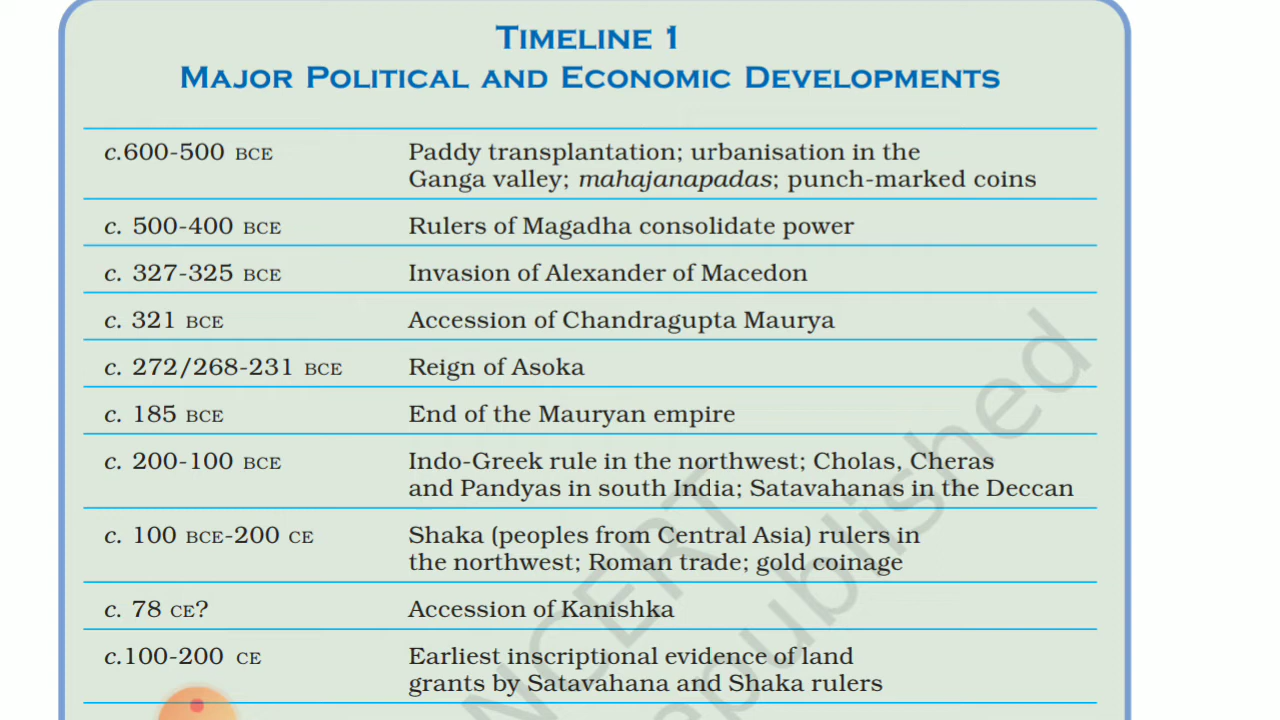 TIMELINE 1
MAJOR POLITICAL AND ECONOMIC DEVELOPMENTS
c.600-500 BCE Paddy transplantation; urbanisation in the
Ganga valley; mahajanapadas; punch-marked coins
c. 500-400 BCE Rulers of Magadha consolidate power
c. 327-325 BCE Invasion of Alexander of Macedon
c. 321 BCE Accession of Chandragupta Maurya
c. 272/268-231 BCE Reign of Asoka
c. 185 BCE End of the Mauryan empire
c. 200-100 BCE Indo-Greek rule in the northwest; Cholas, Cheras
and Pandyas in south India; Satavahanas in the Deccan
c. 100 BCE-200 CE Shaka (peoples from Central Asia) rulers in
the northwest; Roman trade; gold coinage
c. 78 CE? Accession of Kanishka
c.100-200 CE Earliest inscriptional evidence of land
grants by Satavahana and Shaka rulers
NCERT
republished